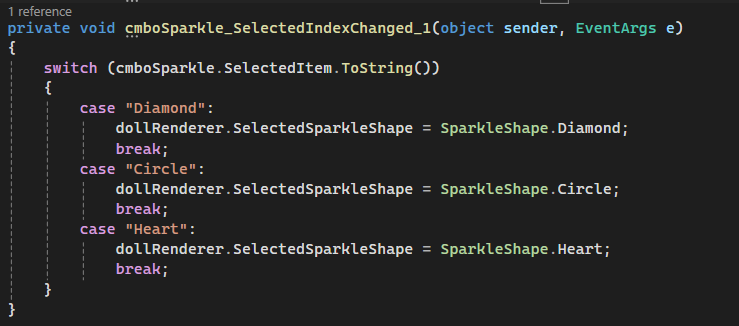 1 reference
private void cmboSparkle_SelectedIndexChanged_1(object sender, EventArgs e)
{
    switch (cmboSparkle.SelectedItem.ToString())
    {
        case "Diamond":
            dollRenderer.SelectedSparkleShape = SparkleShape.Diamond;
            break;
        case "Circle":
            dollRenderer.SelectedSparkleShape = SparkleShape.Circle;
            break;
        case "Heart":
            dollRenderer.SelectedSparkleShape = SparkleShape.Heart;
            break;
    }
}